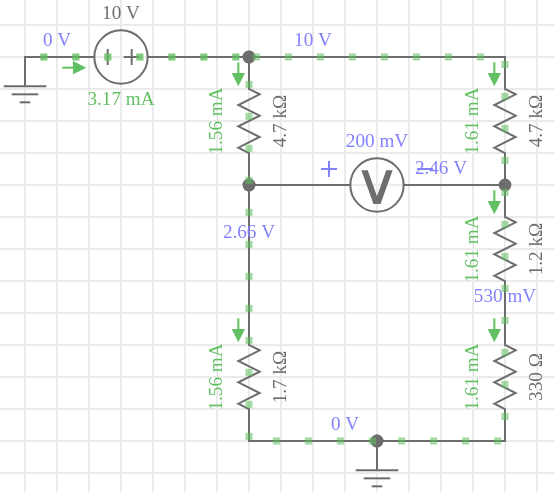 10 V
0 V
10 V
3.17 mA
1.56 mA
4.7 kΩ
1.61 mA
4.7 kΩ
200 mV
+
−
V
2.46 V
2.66 V
1.61 mA
1.2 kΩ
530 mV
1.56 mA
1.7 kΩ
1.61 mA
330 Ω
0 V